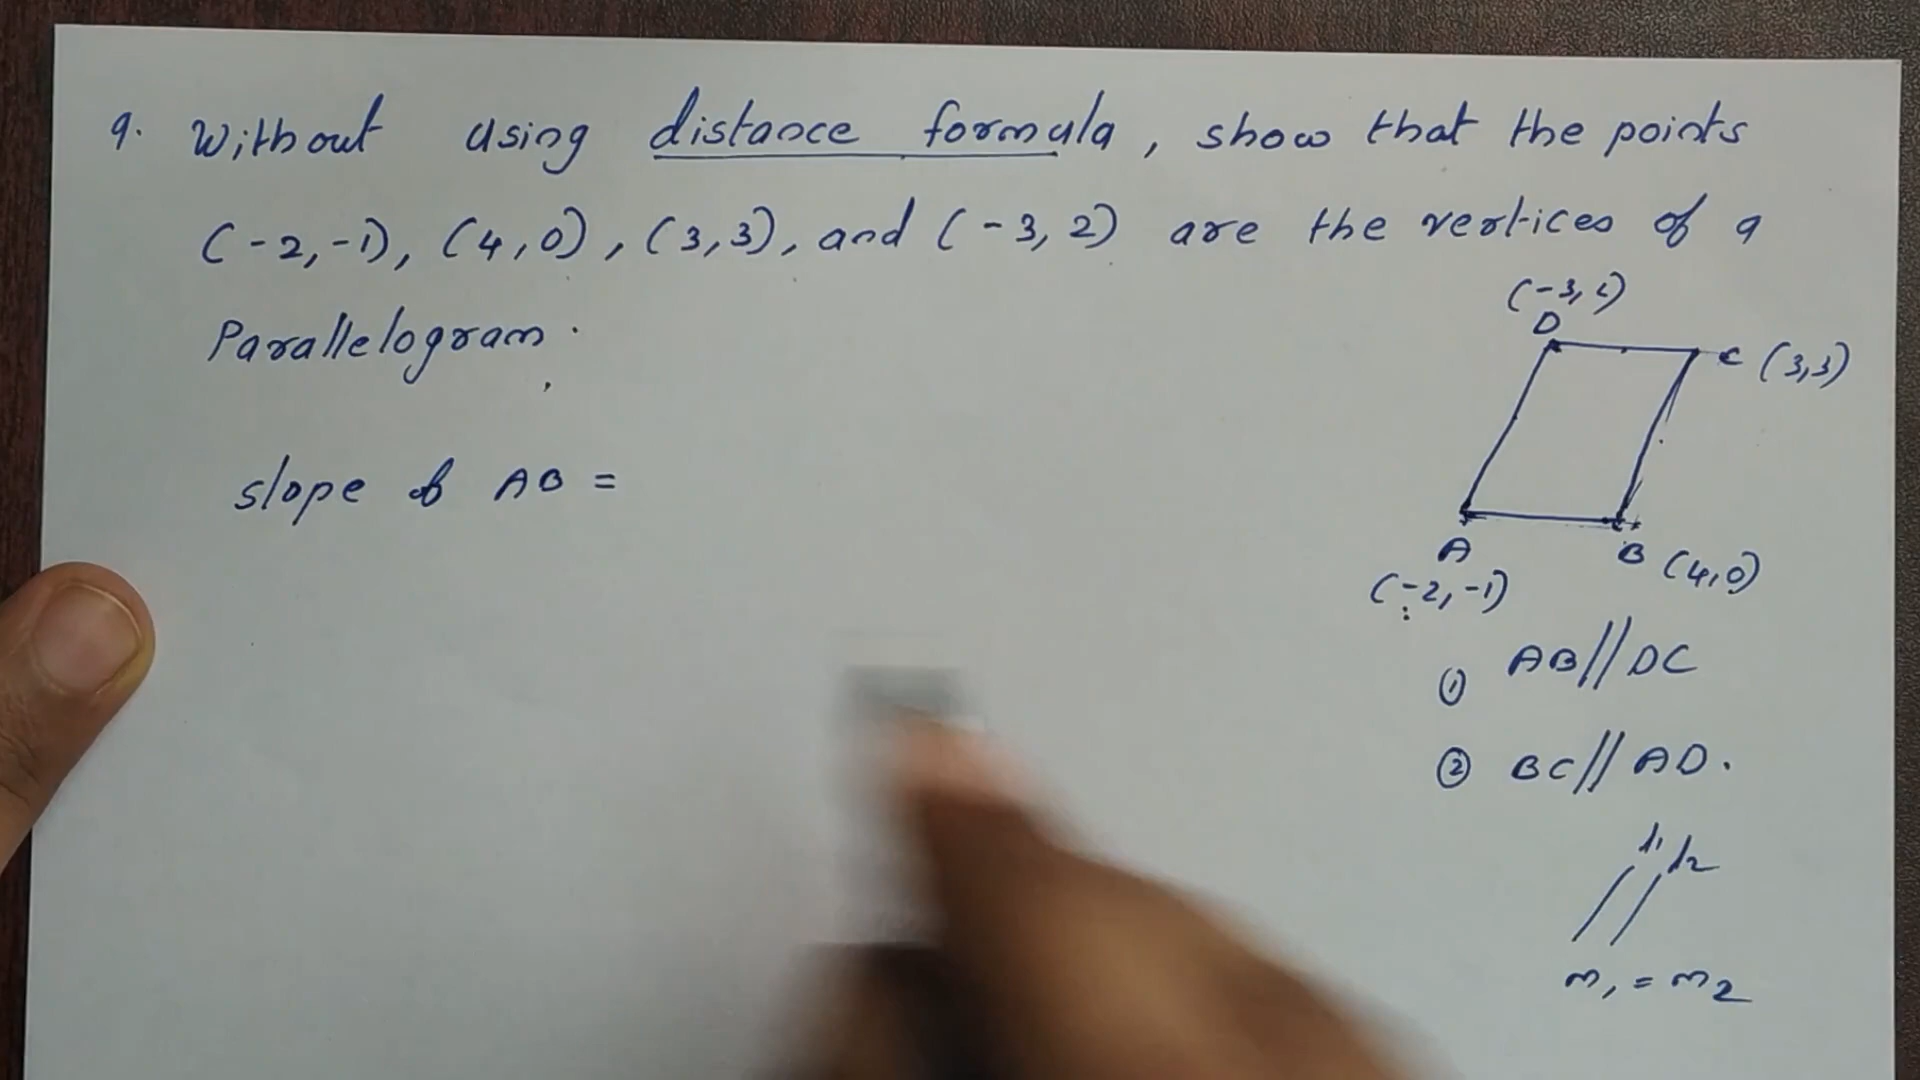 9. Without using distance formula, show that the points
(-2,-1), (4,0), (3,3), and (-3,2) are the vertices of a
Parallelogram.
(-3,2)
D
C (3,3)
slope of AB =
A
B (4,0)
(-2,-1)
① AB//DC
② BC//AD.
l1 l2
m1 = m2